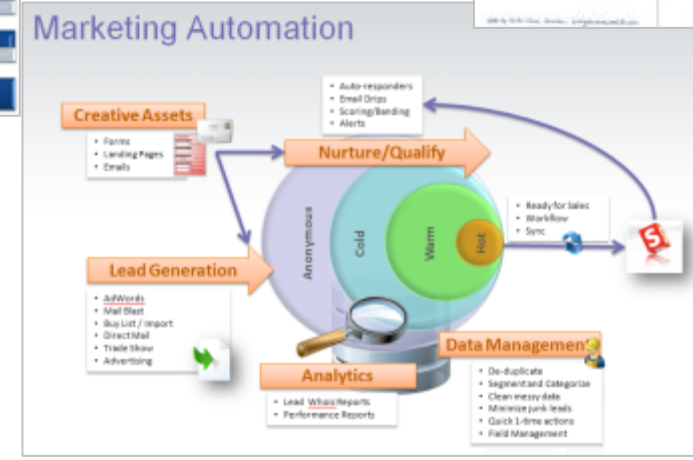 Marketing Automation
• Auto-responders
• Email Drips
• Scoring/Banding
• Alerts
Creative Assets
• Forms
• Landing Pages
• Emails
Nurture/Qualify
Anonymous
Cold
Warm
Hot
• Ready for Sales
• Workflow
• Sync
S
Lead Generation
• AdWords
• Mail Blast
• Buy List / Import
• Direct Mail
• Trade Show
• Advertising
Analytics
• Lead WhoIs Reports
• Performance Reports
Data Management
• De-duplicate
• Segment and Categorize
• Clean messy data
• Minimize junk leads
• Quick 1-time actions
• Field Management